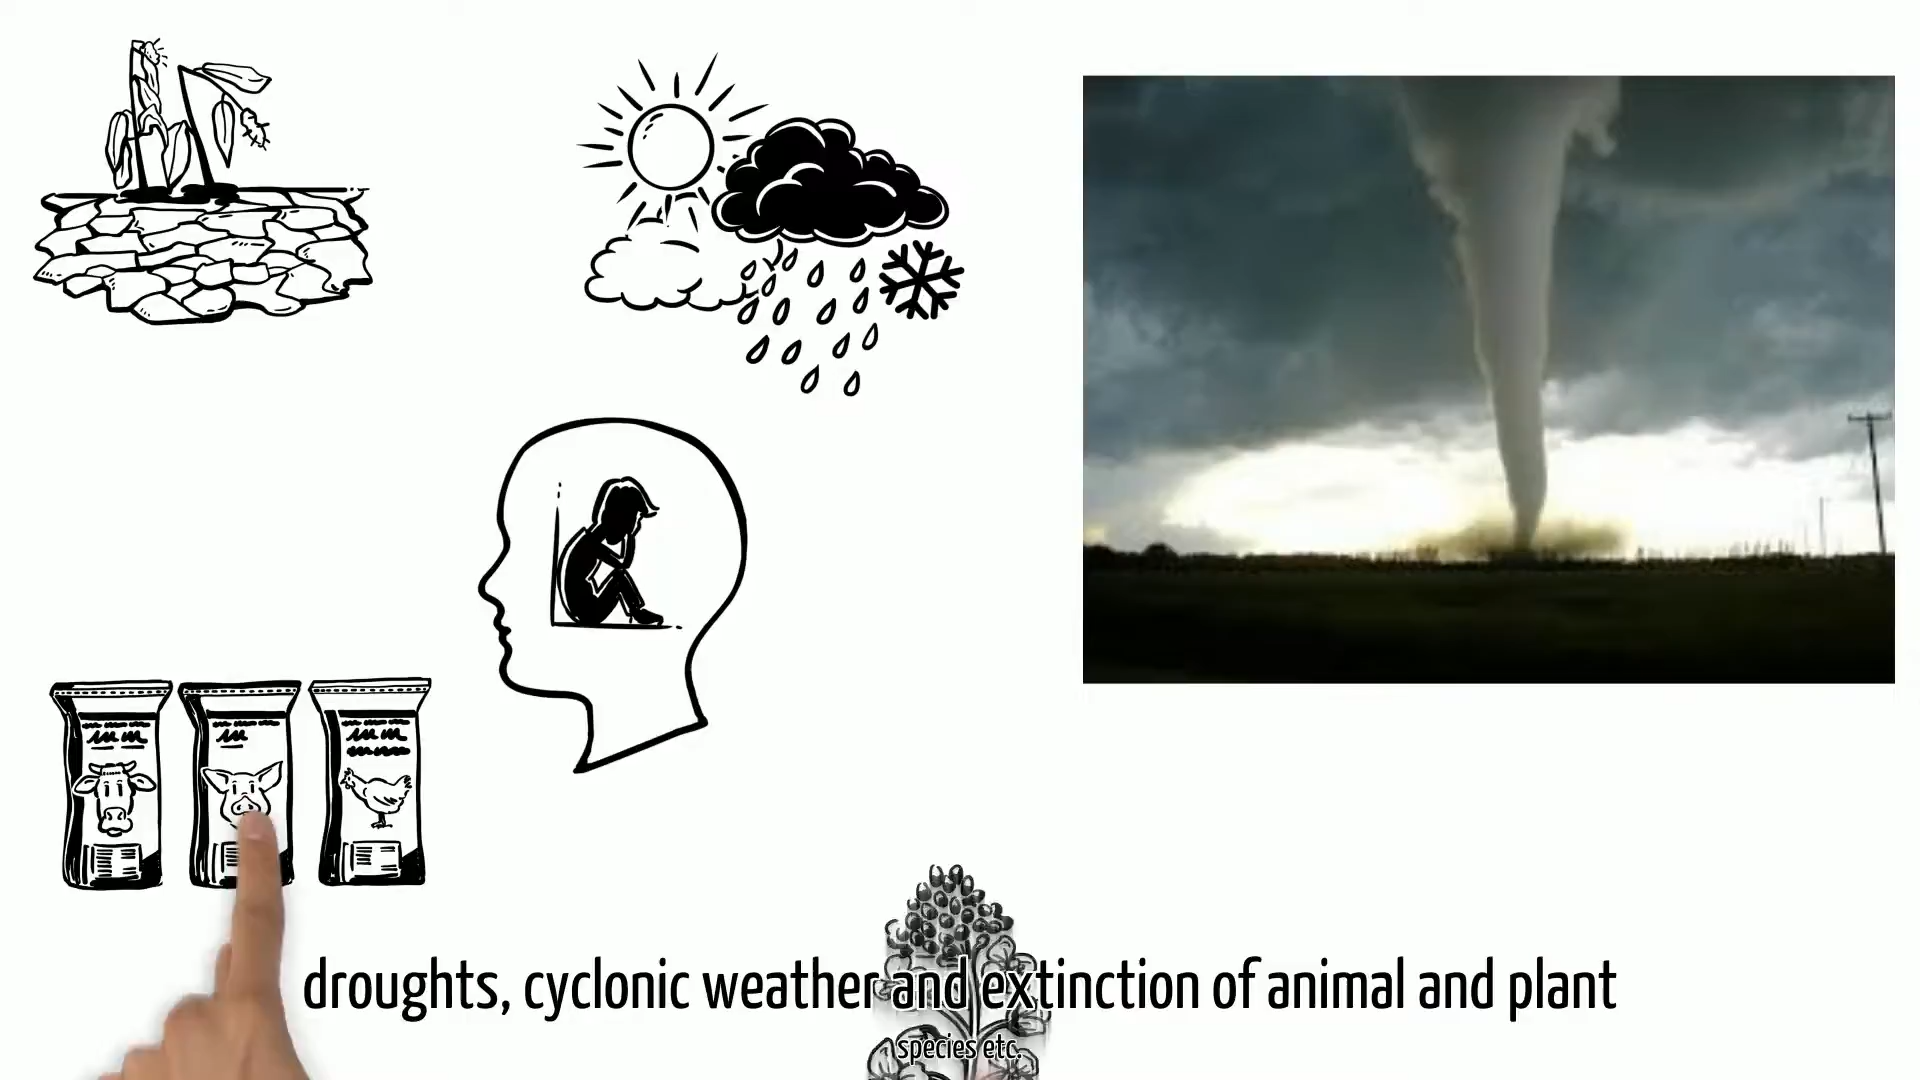 droughts, cyclonic weather and extinction of animal and plant
species etc.